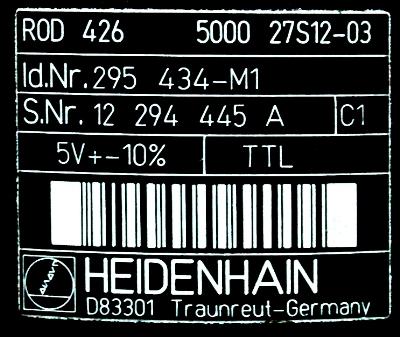 ROD 426 5000 27S12-03
Id.Nr. 295 434-M1
S.Nr. 12 294 445 A C1
5V+-10% TTL
HEIDENHAIN
D83301 Traunreut-Germany